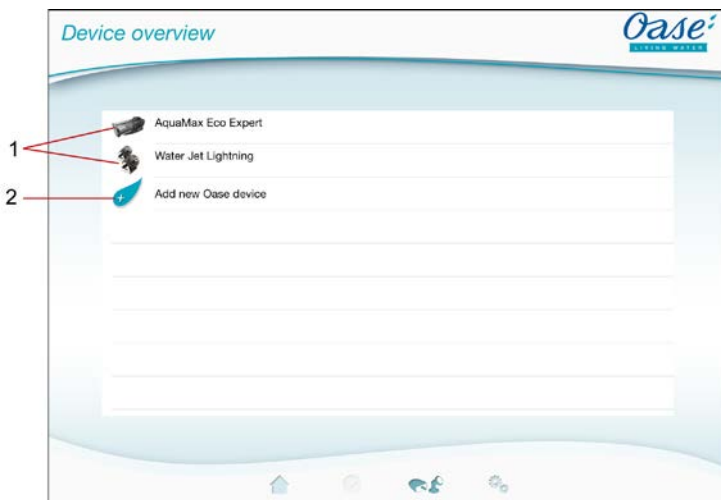 Device overview
Oase
LIVING WATER
1
AquaMax Eco Expert
Water Jet Lightning
2
Add new Oase device